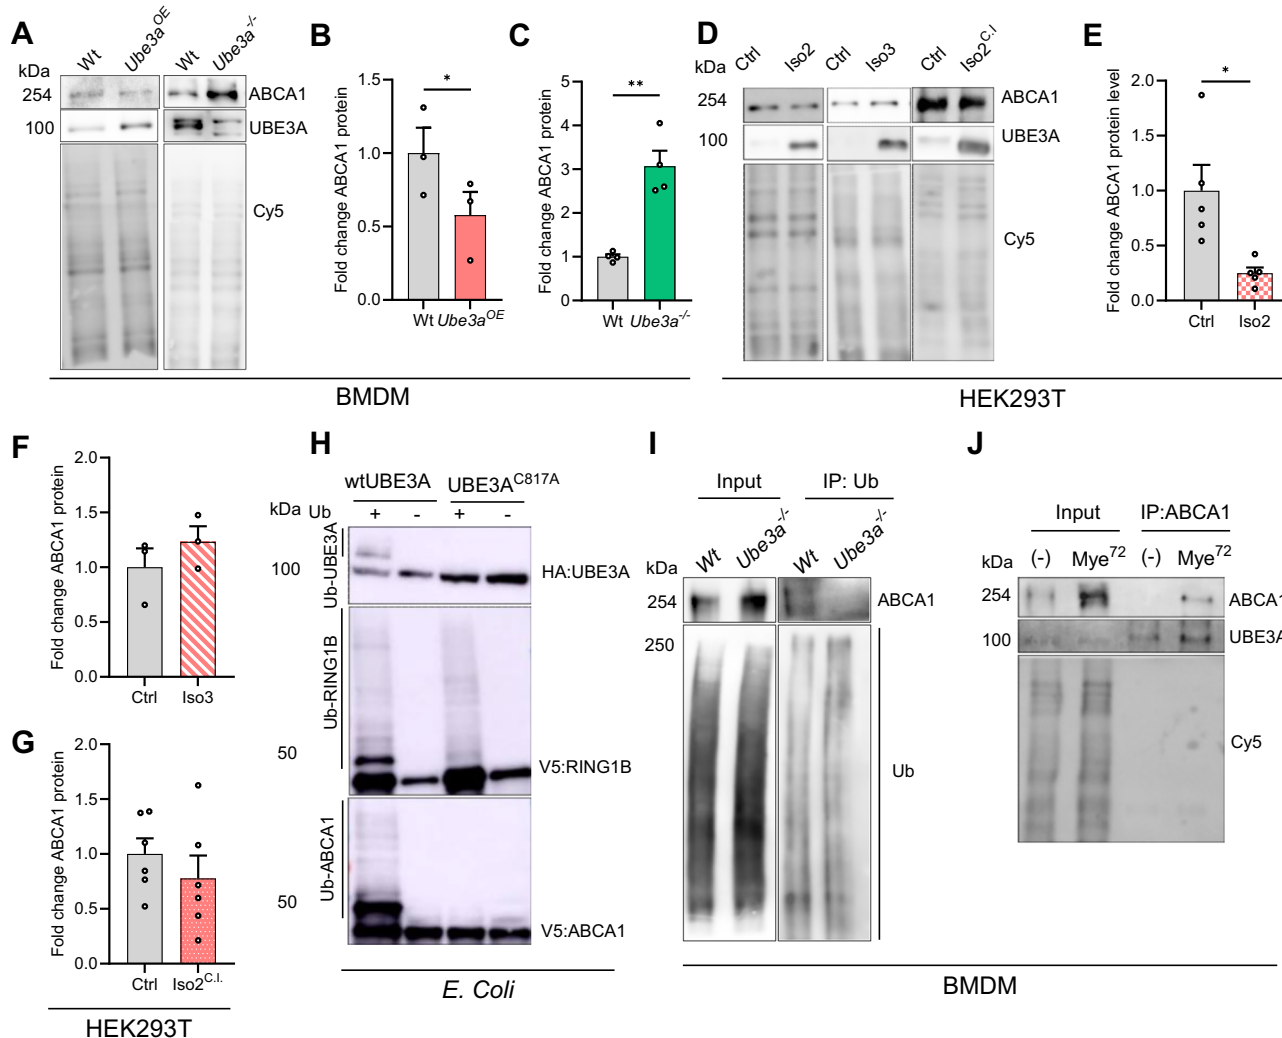 A
kDa
Wt
Ube3a^OE
Wt
Ube3a^-/-
254
ABCA1
100
UBE3A
Cy5
B
Fold change ABCA1 protein
*
1.5
1.0
0.5
0.0
Wt Ube3a^OE
C
Fold change ABCA1 protein
**
5
4
3
2
1
0
Wt Ube3a^-/-
BMDM
D
kDa
Ctrl
Iso2
Ctrl
Iso3
Ctrl
Iso2^C.I
254
ABCA1
100
UBE3A
Cy5
E
Fold change ABCA1 protein level
*
2.0
1.5
1.0
0.5
0.0
Ctrl Iso2
HEK293T
F
Fold change ABCA1 protein
2.0
1.5
1.0
0.5
0.0
Ctrl Iso3
G
Fold change ABCA1 protein
2.0
1.5
1.0
0.5
0.0
Ctrl Iso2^C.I.
HEK293T
H
wtUBE3A UBE3A^C817A
kDa Ub + - + -
Ub-UBE3A
100
HA:UBE3A
Ub-RING1B
50
V5:RING1B
Ub-ABCA1
50
V5:ABCA1
E. Coli
I
Input IP: Ub
kDa
Wt
Ube3a^-/-
Wt
Ube3a^-/-
254
ABCA1
250
Ub
J
Input IP:ABCA1
kDa (-) Mye^72 (-) Mye^72
254
ABCA1
100
UBE3A
Cy5
BMDM